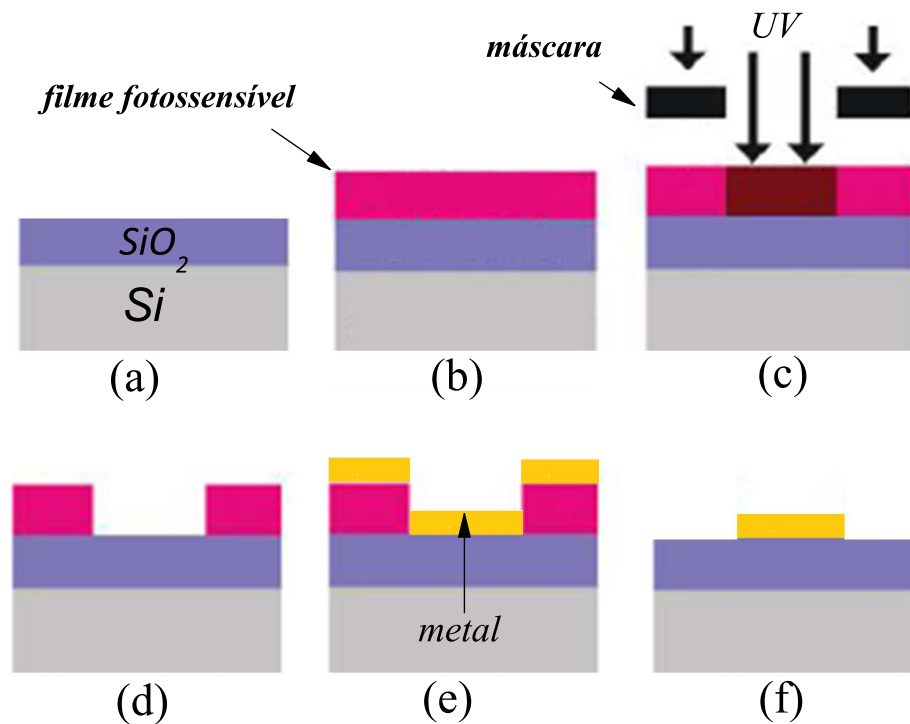 UV
máscara
filme fotossensível
SiO2
Si
(a)
(b)
(c)
metal
(d)
(e)
(f)